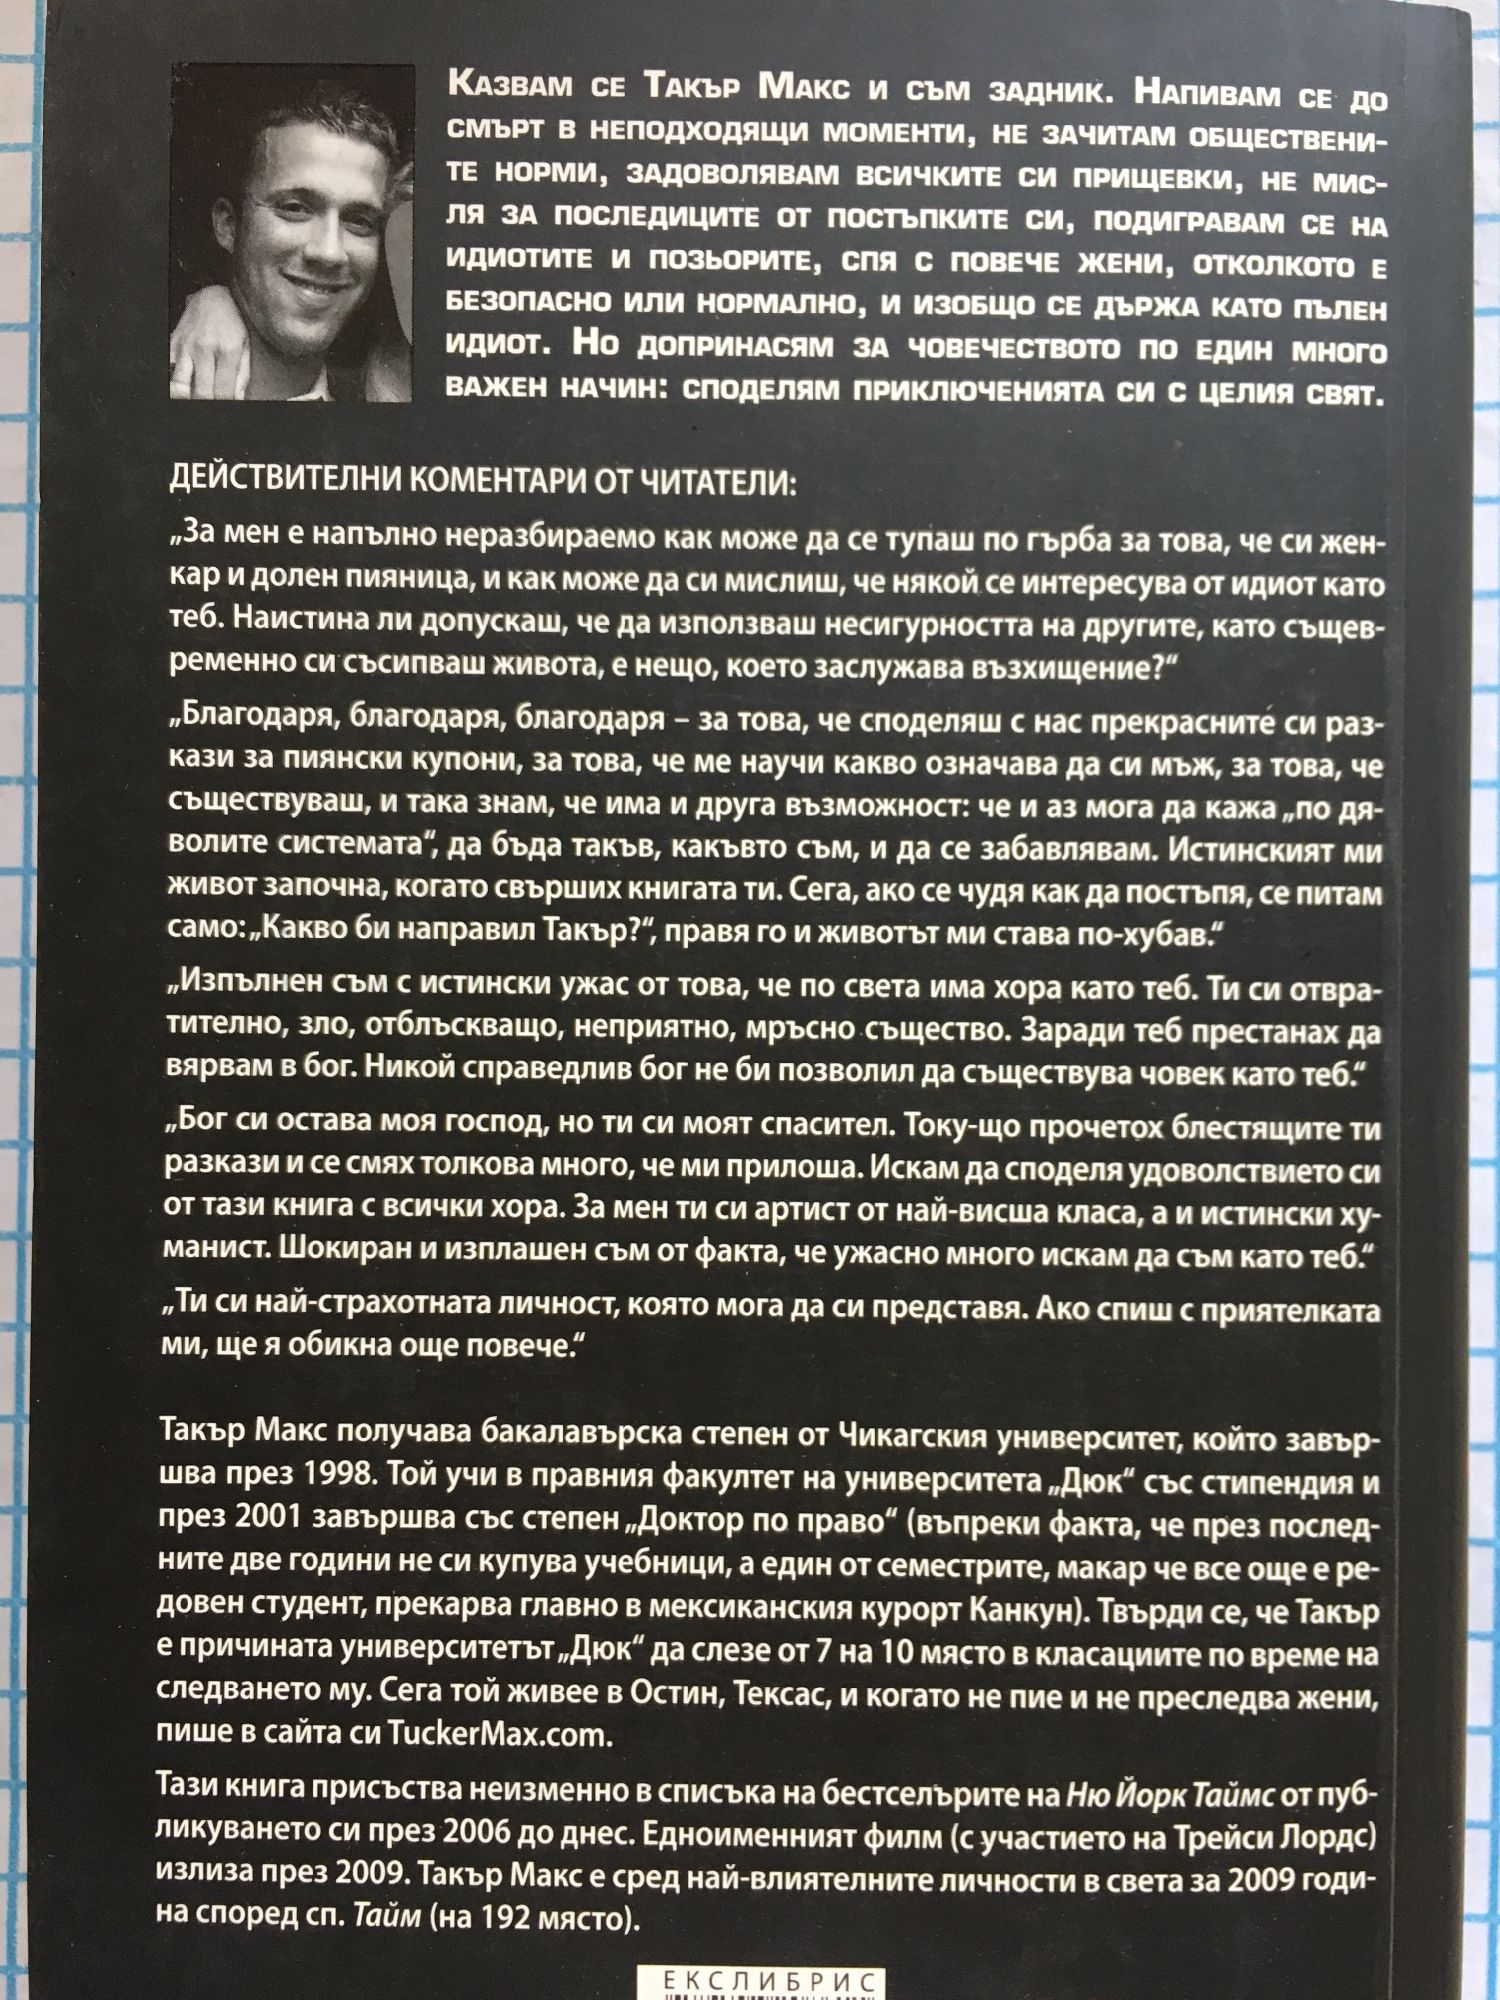 Казвам се Такър Макс и съм задник. Напивам се до
смърт в неподходящи моменти, не зачитам обществени-
те норми, задоволявам всичките си прищевки, не мис-
ля за последиците от постъпките си, подигравам се на
идиотите и позьорите, спя с повече жени, отколкото е
безопасно или нормално, и изобщо се държа като пълен
идиот. Но допринасям за човечеството по един много
важен начин: споделям приключенията си с целия свят.
ДЕЙСТВИТЕЛНИ КОМЕНТАРИ ОТ ЧИТАТЕЛИ:
„За мен е напълно неразбираемо как може да се тупаш по гърба за това, че си жен-
кар и долен пияница, и как може да си мислиш, че някой се интересува от идиот като
теб. Наистина ли допускаш, че да използваш несигурността на другите, като същев-
ременно си съсипваш живота, е нещо, което заслужава възхищение?“
„Благодаря, благодаря, благодаря – за това, че споделяш с нас прекрасните си раз-
кази за пиянски купони, за това, че ме научи какво означава да си мъж, за това, че
съществуваш, и така знам, че има и друга възможност: че и аз мога да кажа „по дя-
волите системата“, да бъда такъв, какъвто съм, и да се забавлявам. Истинският ми
живот започна, когато свърших книгата ти. Сега, ако се чудя как да постъпя, се питам
само: „Какво би направил Такър?“, правя го и животът ми става по-хубав.“
„Изпълнен съм с истински ужас от това, че по света има хора като теб. Ти си отвра-
тително, зло, отблъскващо, неприятно, мръсно същество. Заради теб престанах да
вярвам в бог. Никой справедлив бог не би позволил да съществува човек като теб.“
„Бог си остава моя господ, но ти си моят спасител. Току-що прочетох блестящите ти
разкази и се смях толкова много, че ми прилоша. Искам да споделя удоволствието си
от тази книга с всички хора. За мен ти си артист от най-висша класа, а и истински ху-
манист. Шокиран и изплашен съм от факта, че ужасно много искам да съм като теб.“
„Ти си най-страхотната личност, която мога да си представя. Ако спиш с приятелката
ми, ще я обикна още повече.“
Такър Макс получава бакалавърска степен от Чикагския университет, който завър-
шва през 1998. Той учи в правния факултет на университета „Дюк“ със стипендия и
през 2001 завършва със степен „Доктор по право“ (въпреки факта, че през послед-
ните две години не си купува учебници, а един от семестрите, макар че все още е ре-
довен студент, прекарва главно в мексиканския курорт Канкун). Твърди се, че Такър
е причината университетът „Дюк“ да слезе от 7 на 10 място в класациите по време на
следването му. Сега той живее в Остин, Тексас, и когато не пие и не преследва жени,
пише в сайта си TuckerMax.com.
Тази книга присъства неизменно в списъка на бестселърите на Ню Йорк Таймс от пуб-
ликуването си през 2006 до днес. Едноименният филм (с участието на Трейси Лордс)
излиза през 2009. Такър Макс е сред най-влиятелните личности в света за 2009 годи-
на според сп. Тайм (на 192 място).
ЕКСЛИБРИС